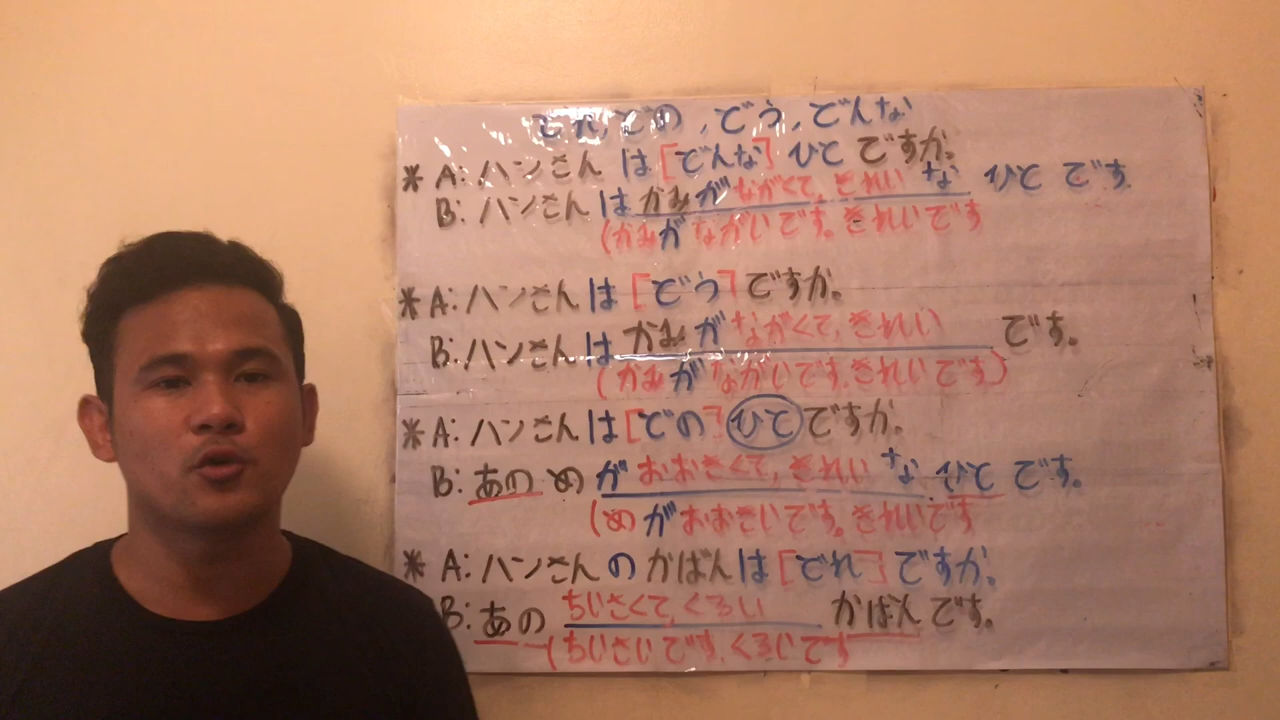 どれ, どの, どう, どんな
* A: ハンさん は [どんな] ひと ですか。
B: ハンさん は かみ が ながくて, きれい な ひと です
(かみが ながい です。きれいです
* A: ハンさん は [どう] ですか。
B: ハンさん は かみ が ながくて, きれい です。
(かみが ながいです。きれいです)
* A: ハンさん は [どの] ひと ですか。
B: あの め が おおきくて, きれい な ひと です。
(め が おおきいです。きれいです
* A: ハンさん の かばん は [どれ] ですか。
B: あの ちいさくて, くろい かばん です。
(ちいさい です, くろいです